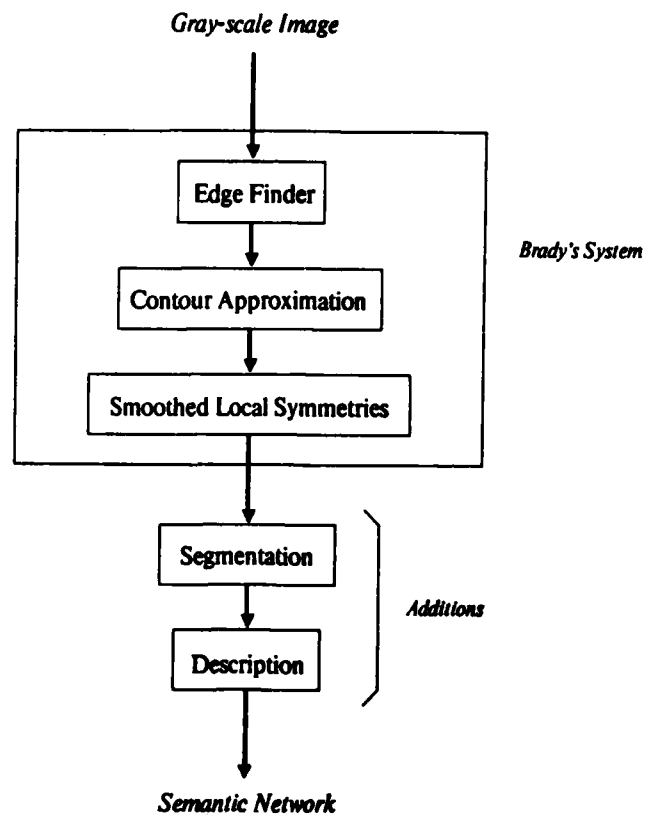 Gray-scale Image
Edge Finder
Brady's System
Contour Approximation
Smoothed Local Symmetries
Segmentation
Additions
Description
Semantic Network